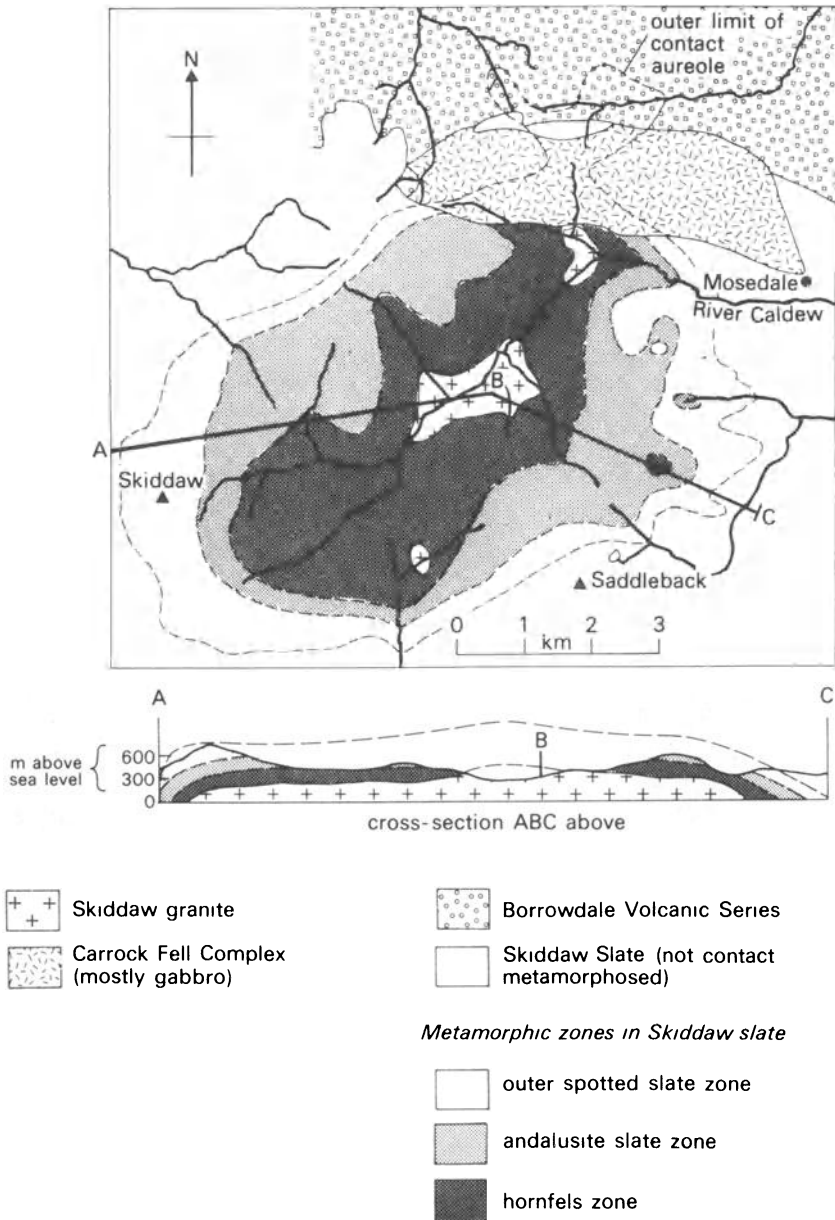 outer limit of
contact
aureole
N
Mosedale
River Caldew
B
A
Skiddaw
C
Saddleback
0 1 2 3
km
A
C
B
m above
sea level
600
300
0
cross-section ABC above
Skiddaw granite
Carrock Fell Complex
(mostly gabbro)
Borrowdale Volcanic Series
Skiddaw Slate (not contact
metamorphosed)
Metamorphic zones in Skiddaw slate
outer spotted slate zone
andalusite slate zone
hornfels zone